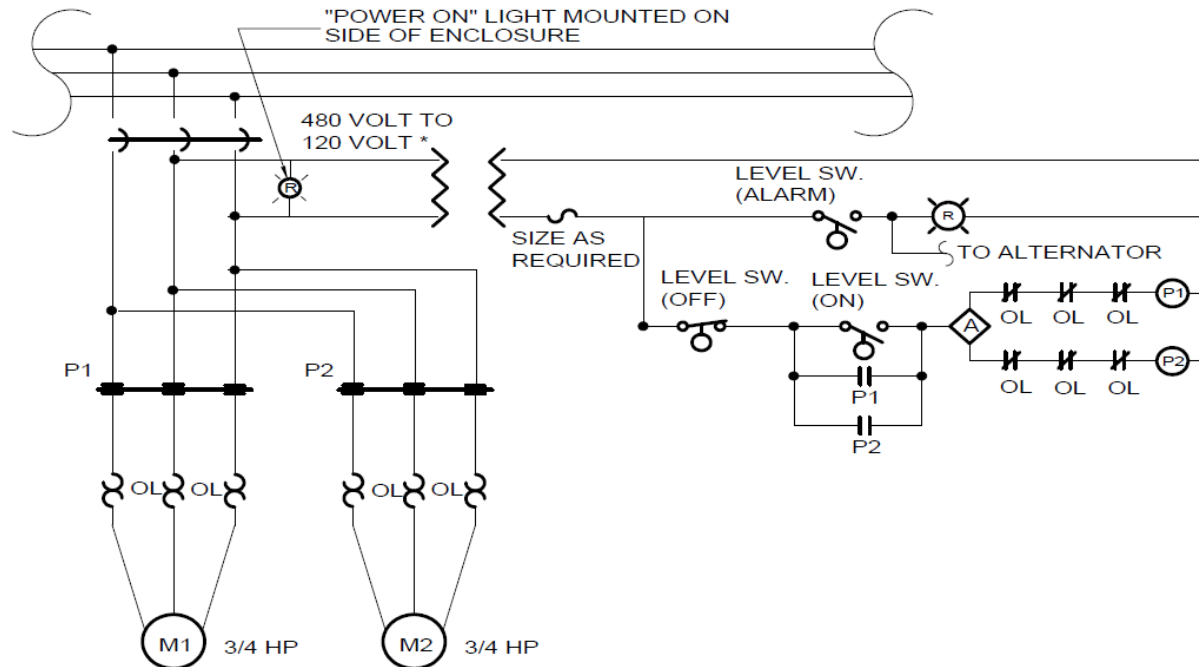 "POWER ON" LIGHT MOUNTED ON
SIDE OF ENCLOSURE
480 VOLT TO
120 VOLT *
R
LEVEL SW.
(ALARM)
R
SIZE AS
REQUIRED
TO ALTERNATOR
LEVEL SW.
(OFF)
LEVEL SW.
(ON)
A
P1
OL OL OL
P2
OL OL OL
P1
P2
P1
P2
OL OL
OL OL
M1
3/4 HP
M2
3/4 HP